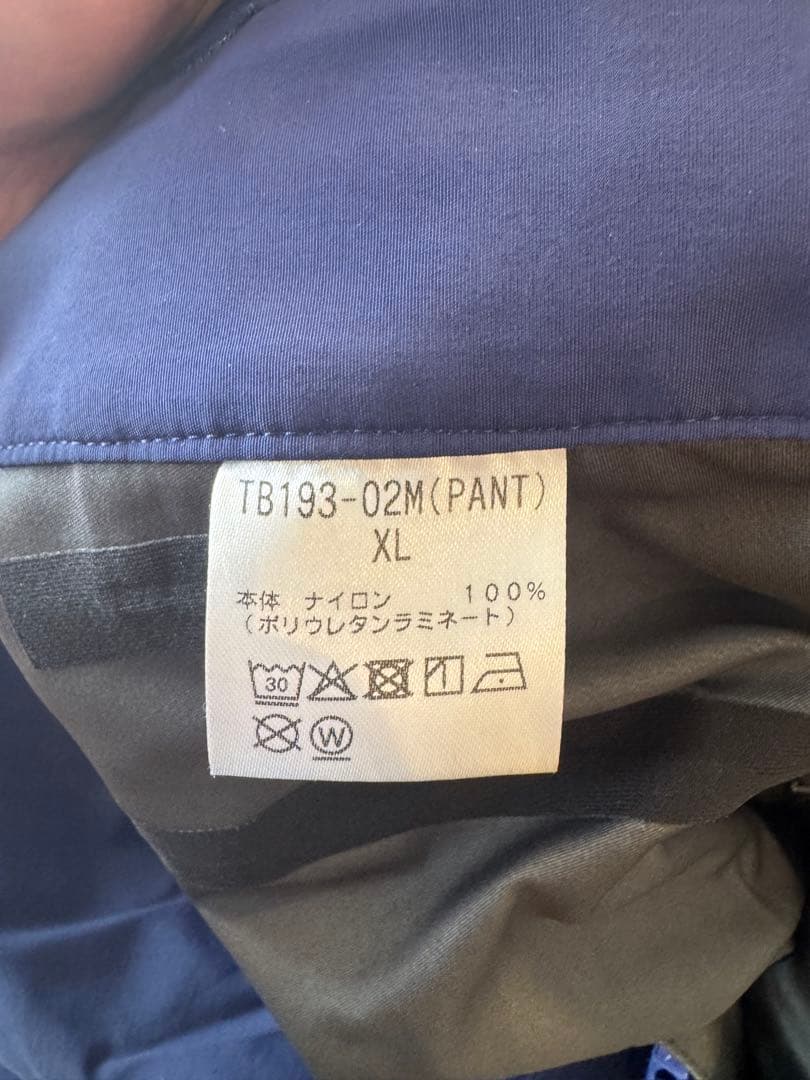 TB193-02M(PANT)
XL
本体 ナイロン 100%
(ポリウレタンラミネート)
30
W